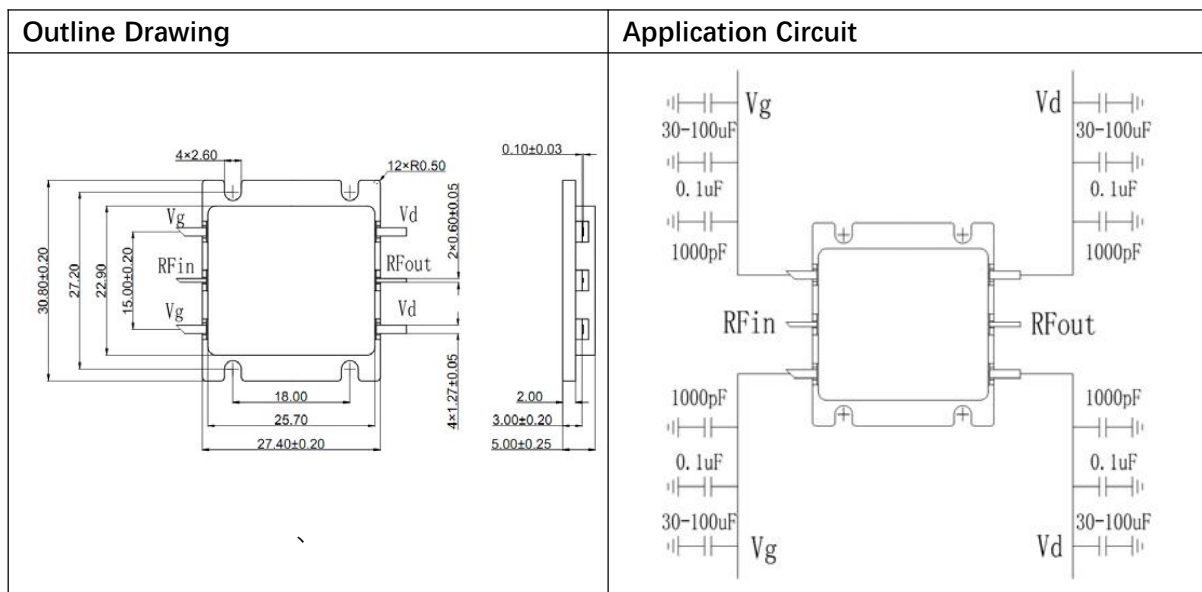 Outline Drawing
Application Circuit
4×2.60
12×R0.50
0.10±0.03
30.80±0.20
27.20
22.90
15.00±0.20
Vg
Vd
RFin
RFout
Vg
Vd
2×0.60±0.05
4×1.27±0.05
18.00
25.70
27.40±0.20
2.00
3.00±0.20
5.00±0.25
、
Vg
Vd
30-100uF
30-100uF
0.1uF
0.1uF
1000pF
1000pF
RFin
RFout
1000pF
1000pF
0.1uF
0.1uF
30-100uF
30-100uF
Vg
Vd